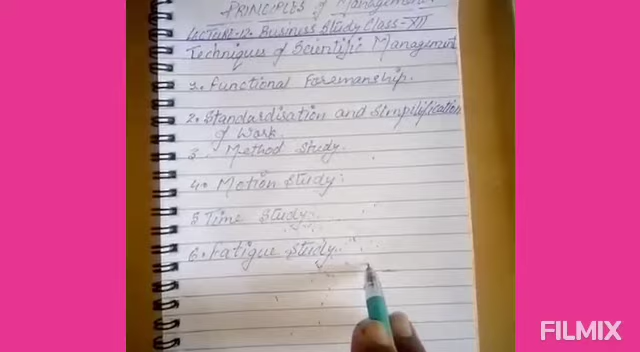 PRINCIPLES of Management.
LECTURE-12. Business Study Class-XII
Techniques of Scientific Management
1. Functional Foremanship.
2. Standardisation and Simplification
of Work.
3. Method Study.
4. Motion Study.
5 Time Study.
6. Fatigue Study.
FILMIX